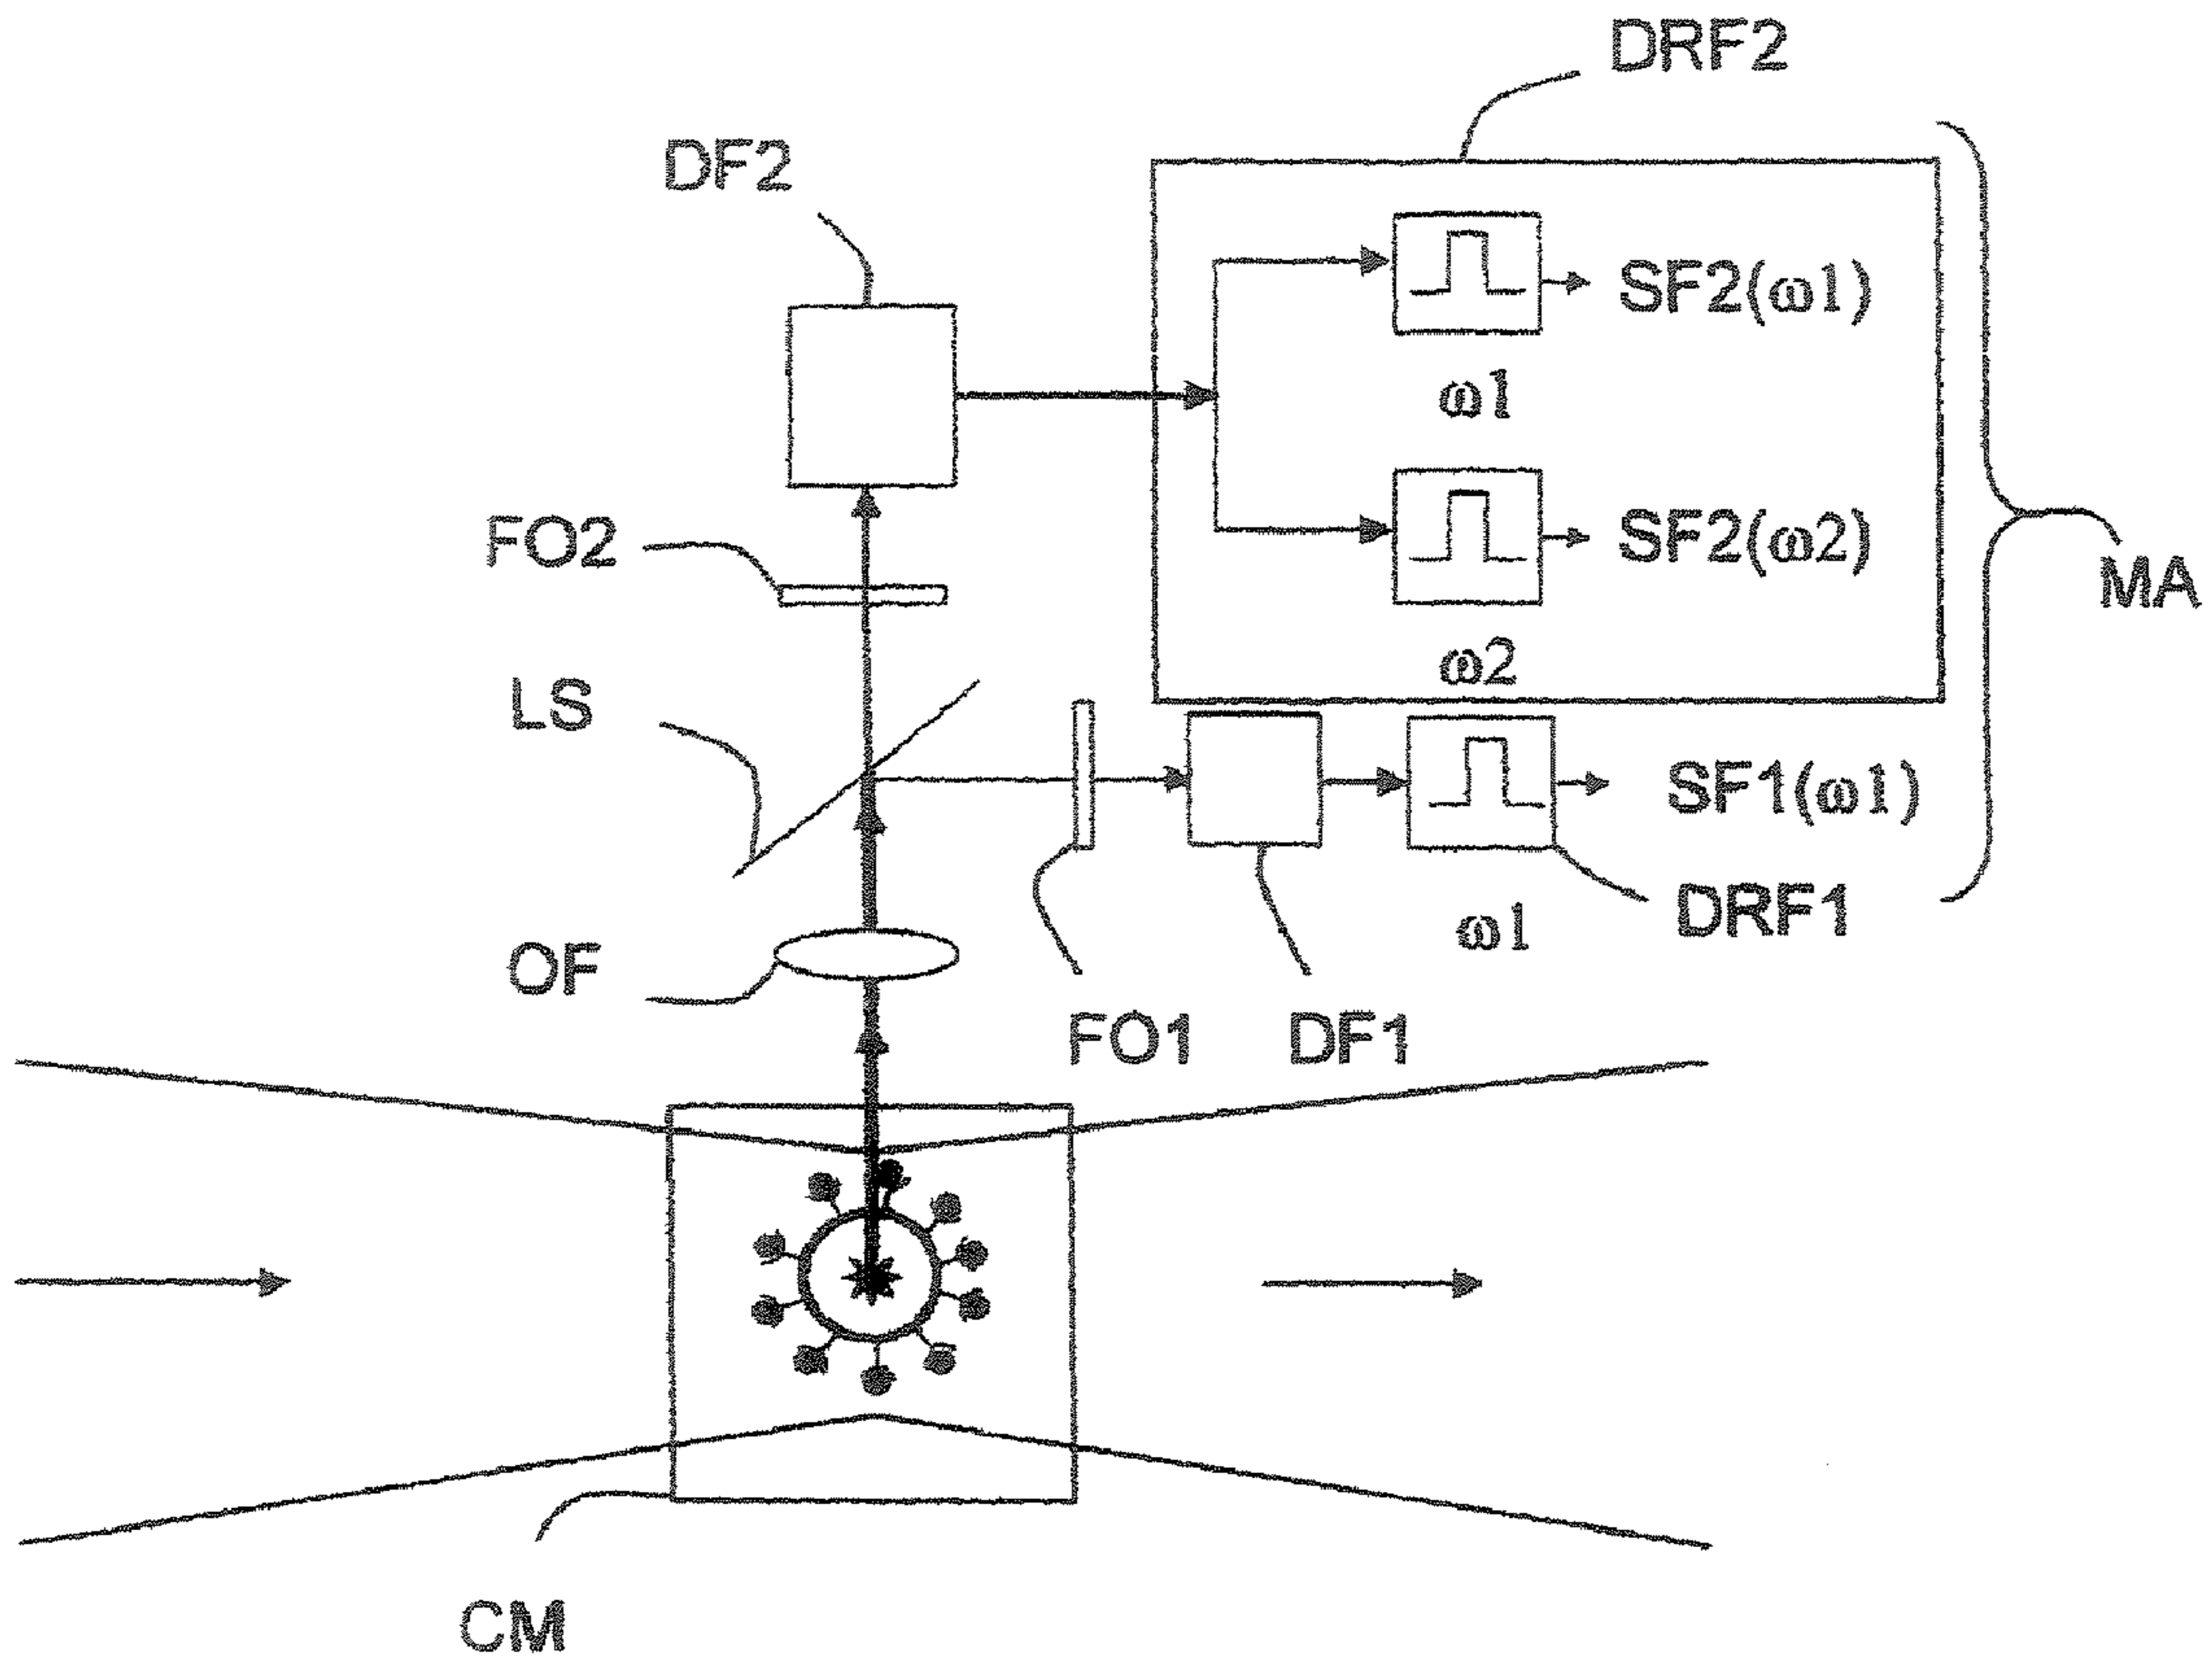 DRF2
DF2
SF2(ω1)
ω1
FO2
SF2(ω2)
MA
ω2
LS
SF1(ω1)
DRF1
ω1
OF
FO1
DF1
CM